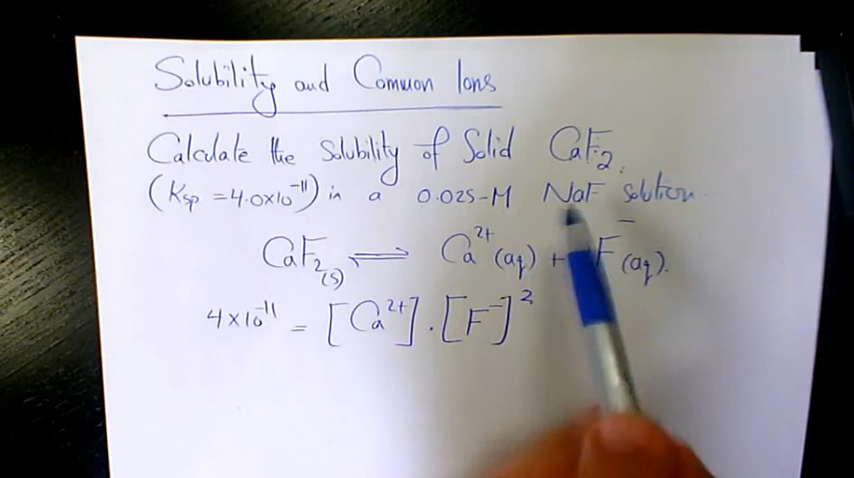 Solubility and Common Ions
Calculate the solubility of Solid CaF₂.
(Ksp = 4.0×10⁻¹¹) in a 0.025-M NaF solution
CaF₂(s) ⇌ Ca²⁺(aq) + F⁻(aq).
4×10⁻¹¹ = [Ca²⁺].[F⁻]²